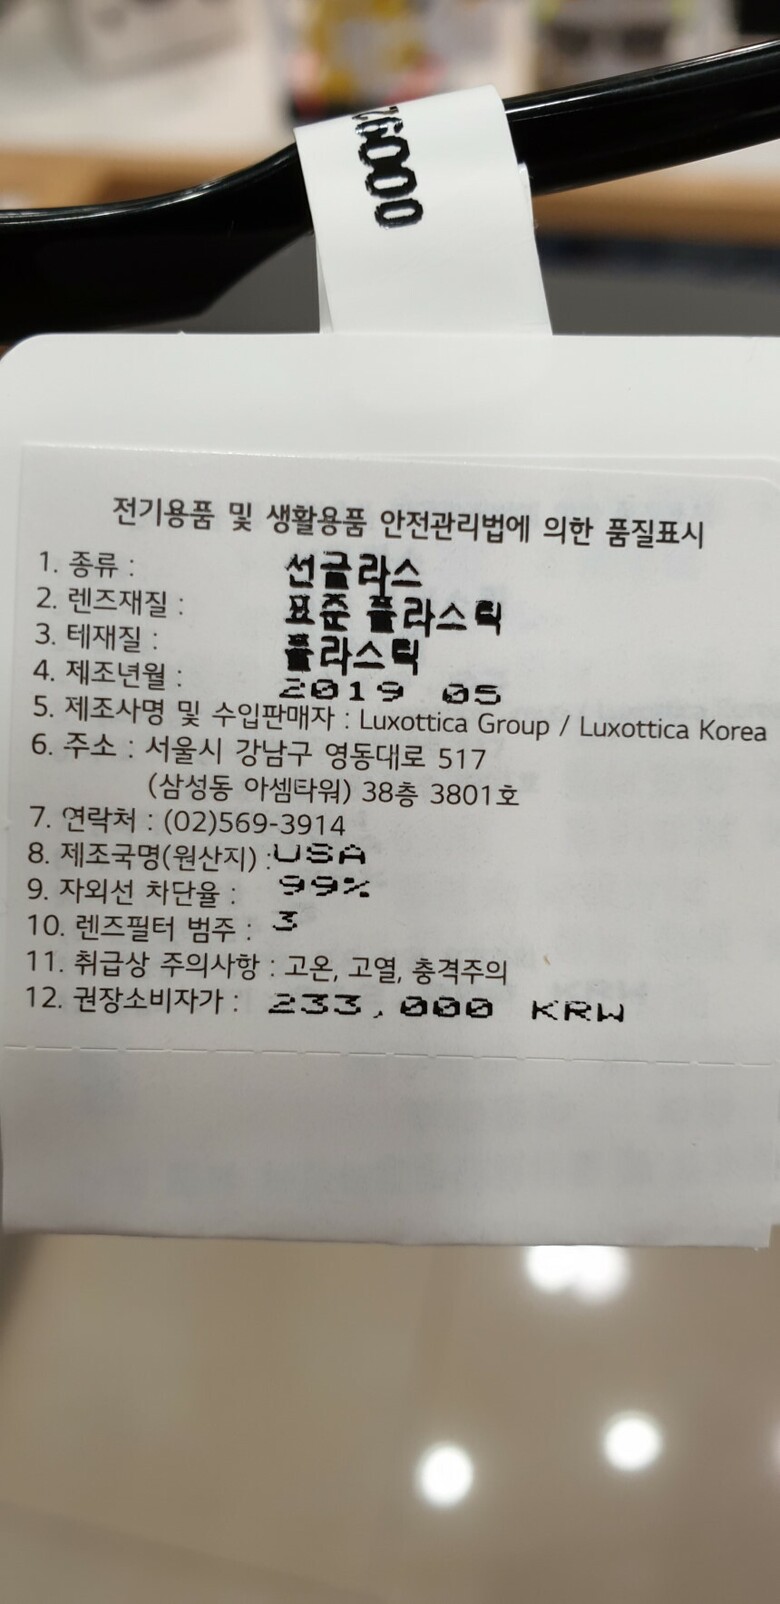 26000
전기용품 및 생활용품 안전관리법에 의한 품질표시
1. 종류 : 선글라스
2. 렌즈재질 : 표준 플라스틱
3. 테재질 : 플라스틱
4. 제조년월 : 2019 05
5. 제조사명 및 수입판매자 : Luxottica Group / Luxottica Korea
6. 주소 : 서울시 강남구 영동대로 517
(삼성동 아셈타워) 38층 3801호
7. 연락처 : (02)569-3914
8. 제조국명(원산지) : USA
9. 자외선 차단율 : 99%
10. 렌즈필터 범주 : 3
11. 취급상 주의사항 : 고온, 고열, 충격주의
12. 권장소비자가 : 233,000 KRW